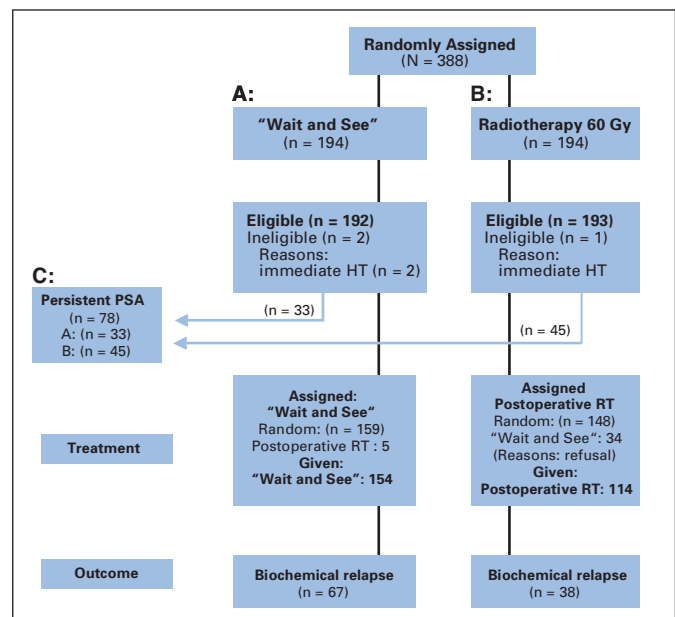 Randomly Assigned
(N = 388)
A:
B:
“Wait and See”
(n = 194)
Radiotherapy 60 Gy
(n = 194)
Eligible (n = 192)
Ineligible (n = 2)
Reasons:
immediate HT (n = 2)
Eligible (n = 193)
Ineligible (n = 1)
Reason:
immediate HT
C:
Persistent PSA
(n = 78)
A: (n = 33)
B: (n = 45)
(n = 33)
(n = 45)
Treatment
Assigned:
“Wait and See“
Random: (n = 159)
Postoperative RT : 5
Given:
“Wait and See”: 154
Assigned
Postoperative RT
Random: (n = 148)
“Wait and See“: 34
(Reasons: refusal)
Given:
Postoperative RT: 114
Outcome
Biochemical relapse
(n = 67)
Biochemical relapse
(n = 38)